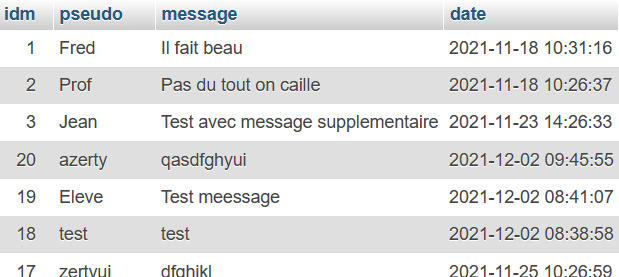 idm pseudo message date
1 Fred Il fait beau 2021-11-18 10:31:16
2 Prof Pas du tout on caille 2021-11-18 10:26:37
3 Jean Test avec message supplementaire 2021-11-23 14:26:33
20 azerty qasdfghyui 2021-12-02 09:45:55
19 Eleve Test meessage 2021-12-02 08:41:07
18 test test 2021-12-02 08:38:58
17 zertyui dfghjkl 2021-11-25 10:26:59